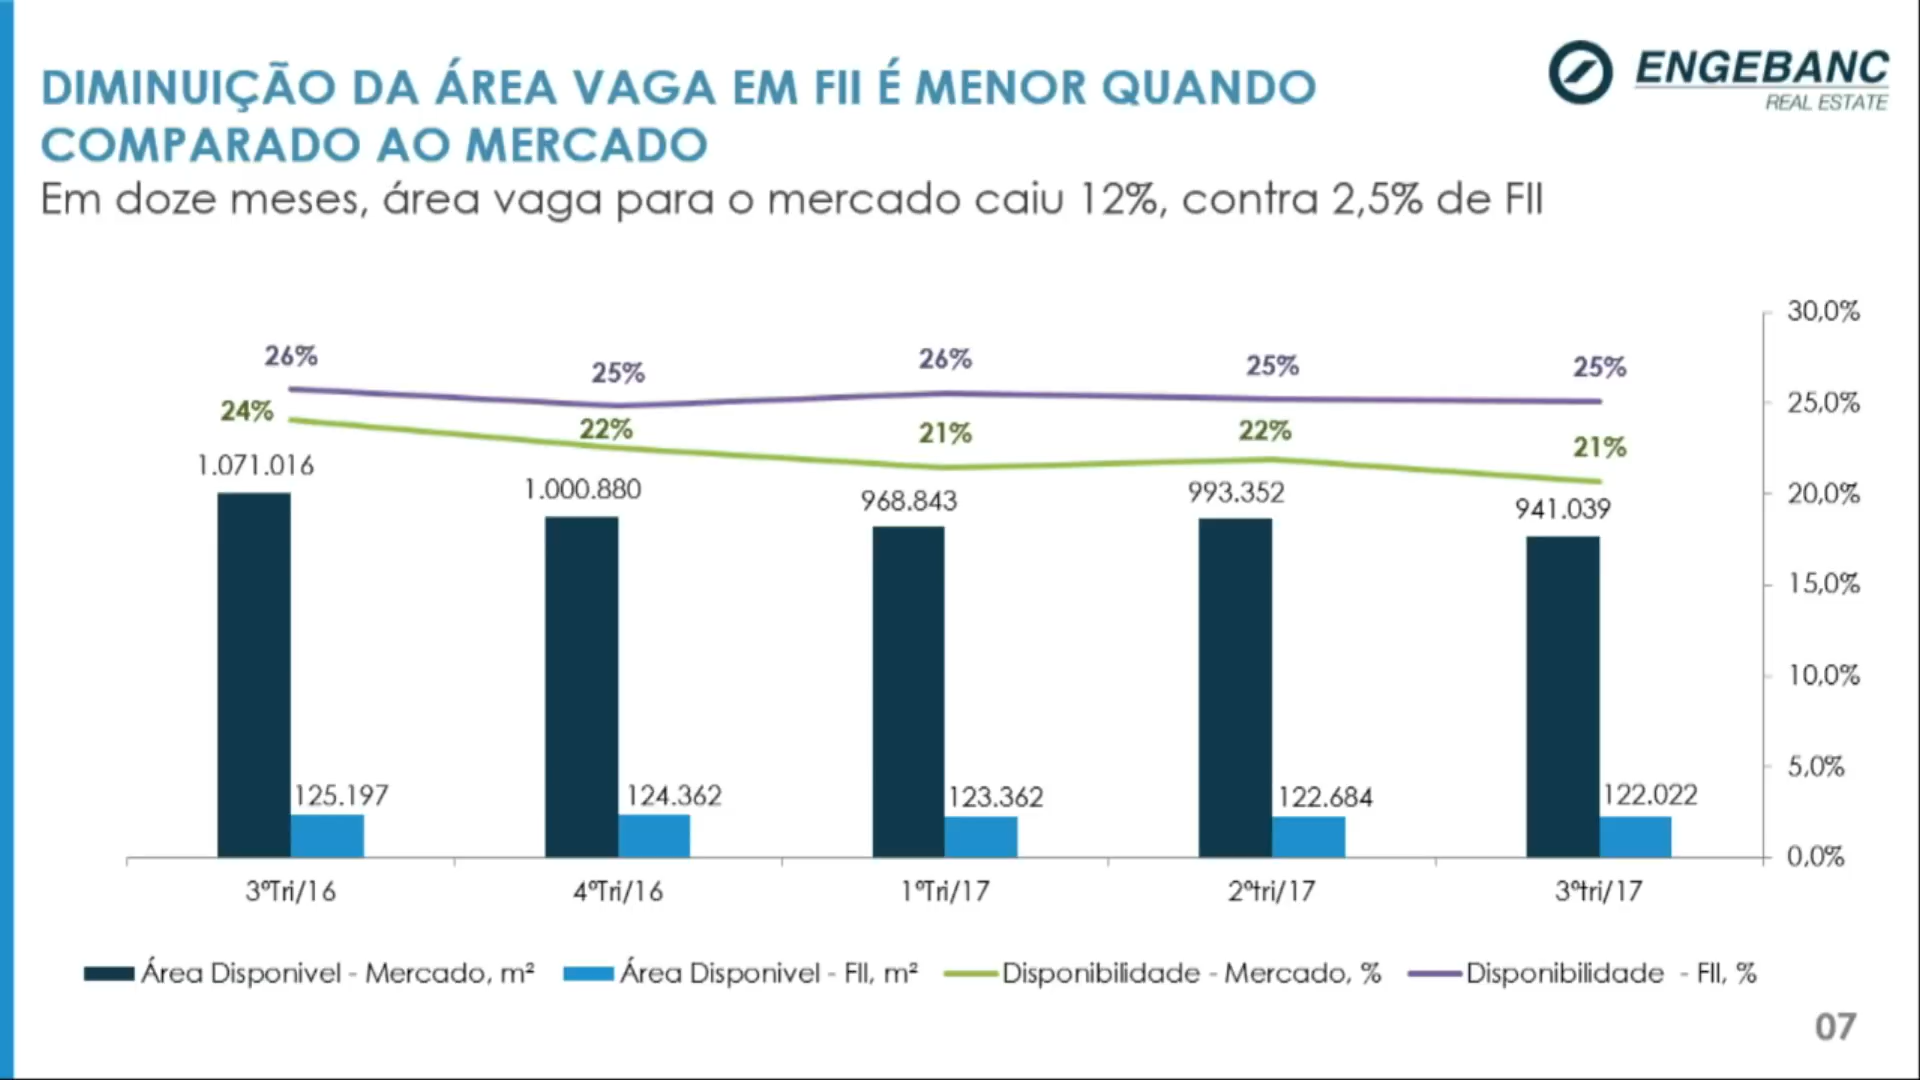 DIMINUIÇÃO DA ÁREA VAGA EM FII É MENOR QUANDO
COMPARADO AO MERCADO
Em doze meses, área vaga para o mercado caiu 12%, contra 2,5% de FII
ENGEBANC
REAL ESTATE
30,0%
25,0%
20,0%
15,0%
10,0%
5,0%
0,0%
26%
25%
26%
25%
25%
24%
22%
21%
22%
21%
1.071.016
1.000.880
968.843
993.352
941.039
125.197
124.362
123.362
122.684
122.022
3ºTri/16
4ºTri/16
1ºTri/17
2ºtri/17
3ºtri/17
Área Disponivel - Mercado, m²
Área Disponivel - FII, m²
Disponibilidade - Mercado, %
Disponibilidade - FII, %
07